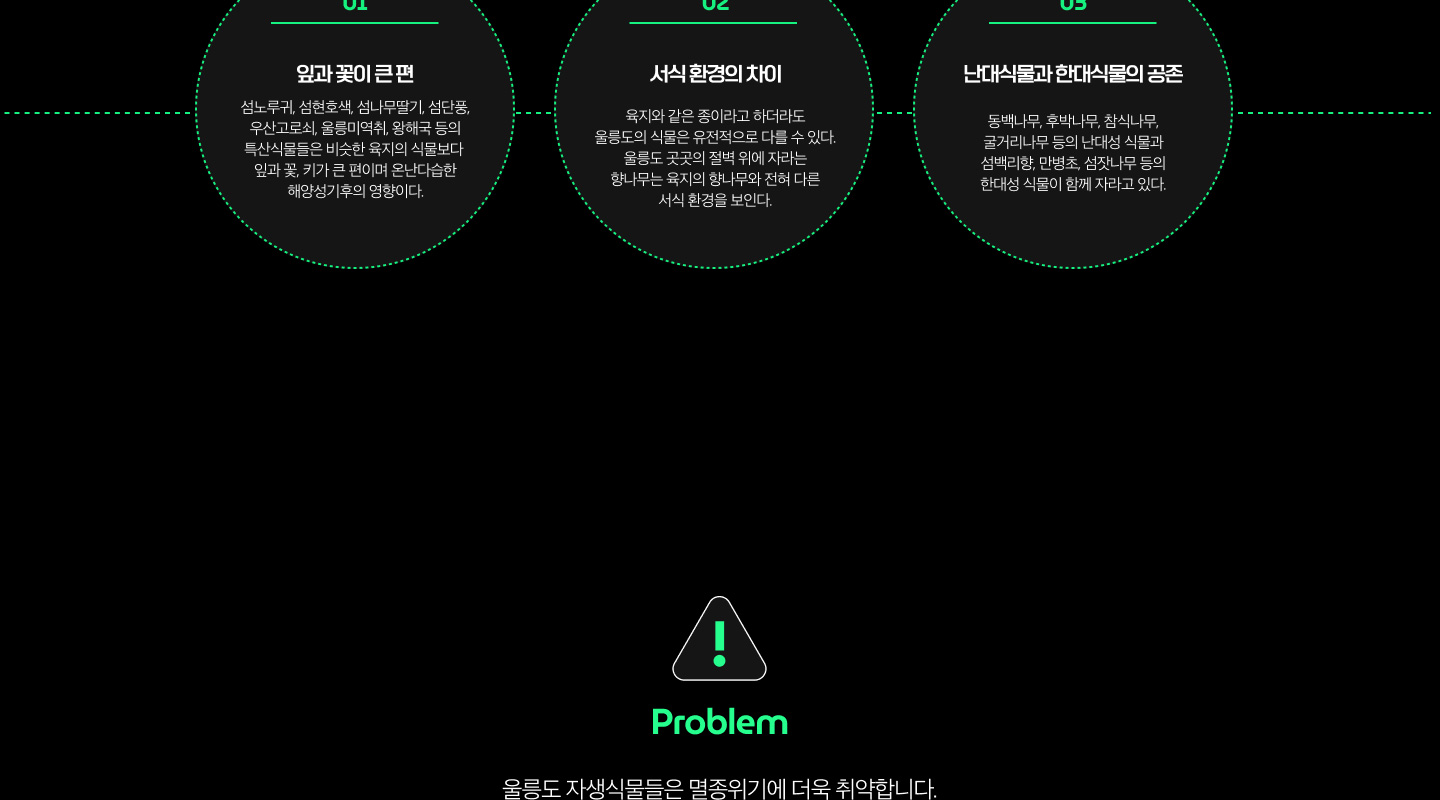 01
잎과 꽃이 큰 편
섬노루귀, 섬현호색, 섬나무딸기, 섬단풍,
우산고로쇠, 울릉미역취, 왕해국 등의
특산식물들은 비슷한 육지의 식물보다
잎과 꽃, 키가 큰 편이며 온난다습한
해양성기후의 영향이다.
02
서식 환경의 차이
육지와 같은 종이라고 하더라도
울릉도의 식물은 유전적으로 다를 수 있다.
울릉도 곳곳의 절벽 위에 자라는
향나무는 육지의 향나무와 전혀 다른
서식 환경을 보인다.
03
난대식물과 한대식물의 공존
동백나무, 후박나무, 참식나무,
굴거리나무 등의 난대성 식물과
섬백리향, 만병초, 섬잣나무 등의
한대성 식물이 함께 자라고 있다.
Problem
울릉도 자생식물들은 멸종위기에 더욱 취약합니다.